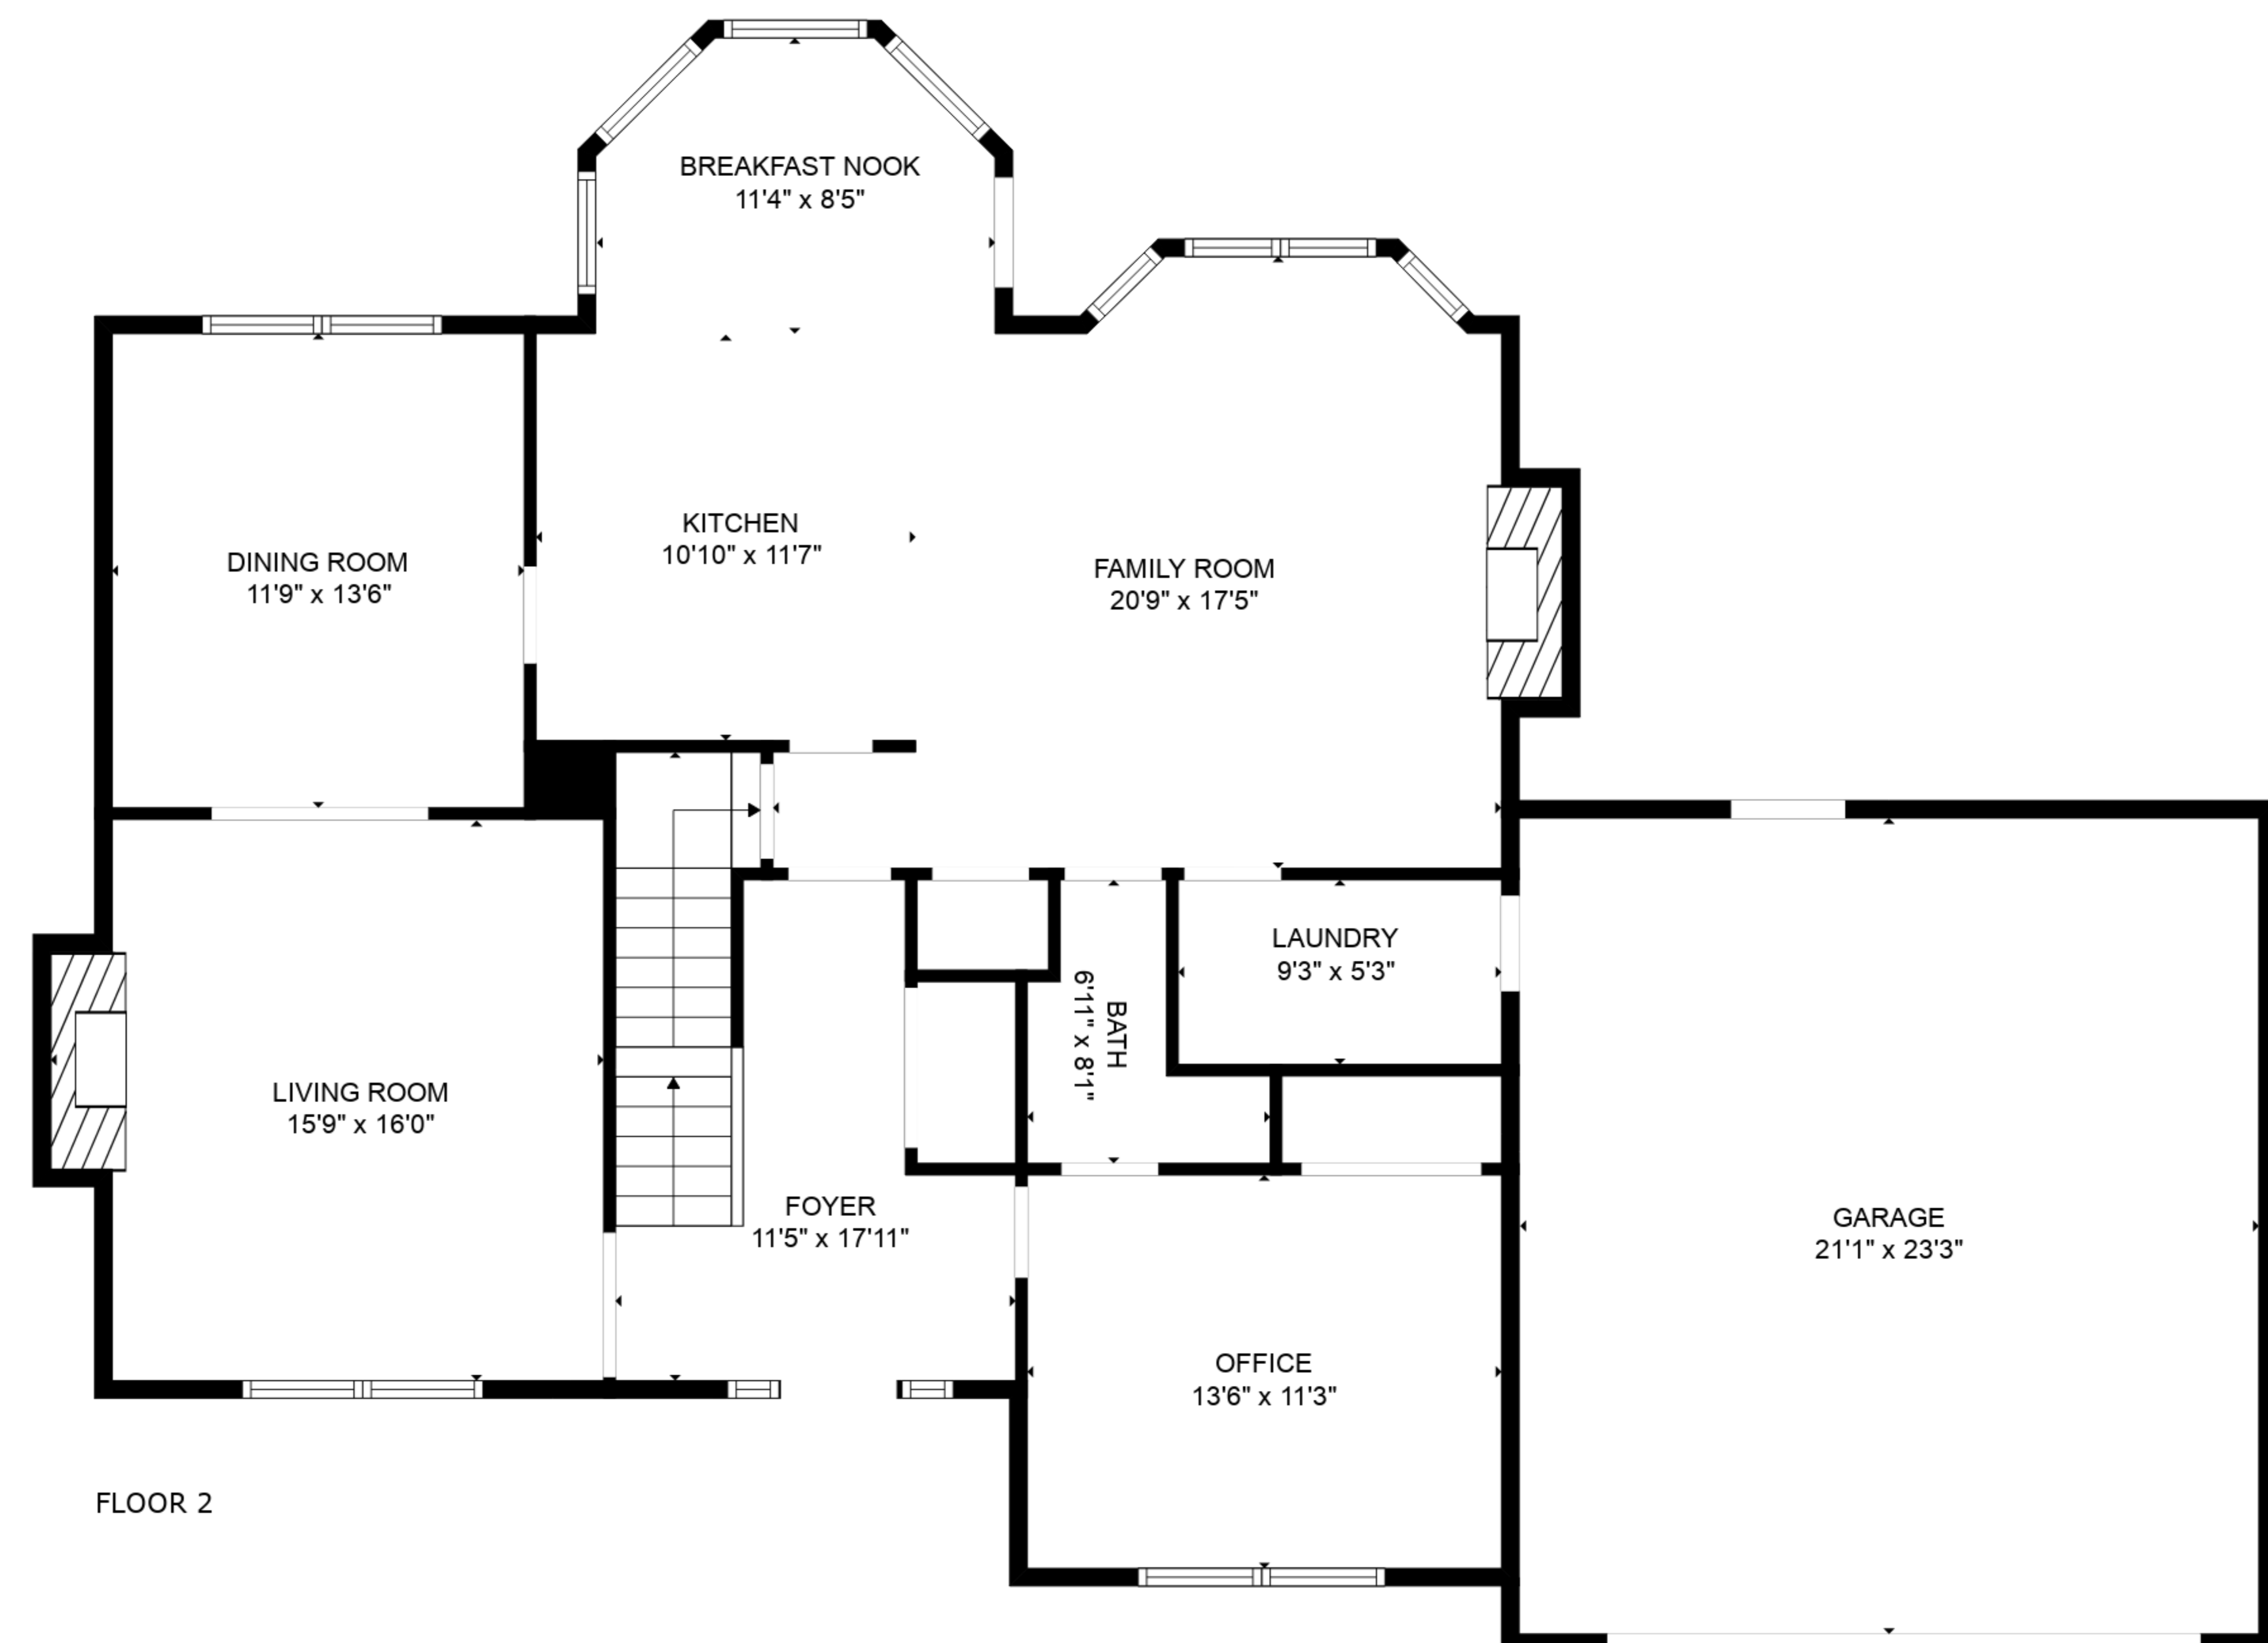 BREAKFAST NOOK
11'4" x 8'5"
KITCHEN
10'10" x 11'7"
DINING ROOM
11'9" x 13'6"
FAMILY ROOM
20'9" x 17'5"
LAUNDRY
9'3" x 5'3"
BATH
6'11" x 8'1"
LIVING ROOM
15'9" x 16'0"
FOYER
11'5" x 17'11"
GARAGE
21'1" x 23'3"
OFFICE
13'6" x 11'3"
FLOOR 2